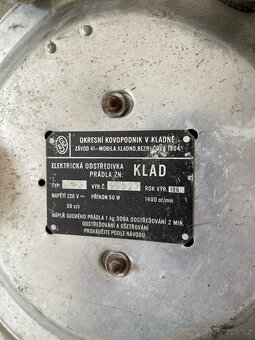 OKRESNÍ KOVOPODNIK V KLADNĚ
ZÁVOD 41-MOBILA, KLADNO,
ELEKTRICKÁ ODSTŘEDIVKA
PRÁDLA ZN: KLAD
TYP VÝR.Č. ROK VÝR. 196
NAPĚTÍ 220 V~ PŘÍKON 50 W 1400 ot/min
50 c/s
NÁPLŇ SUCHÉHO PRÁDLA 1 kg. DOBA ODSTŘEĎOVÁNÍ 2 MIN.
ODSTŘEĎOVÁNÍ A OŠETŘOVÁNÍ
PROVÁDĚJTE PODLE NÁVODU.